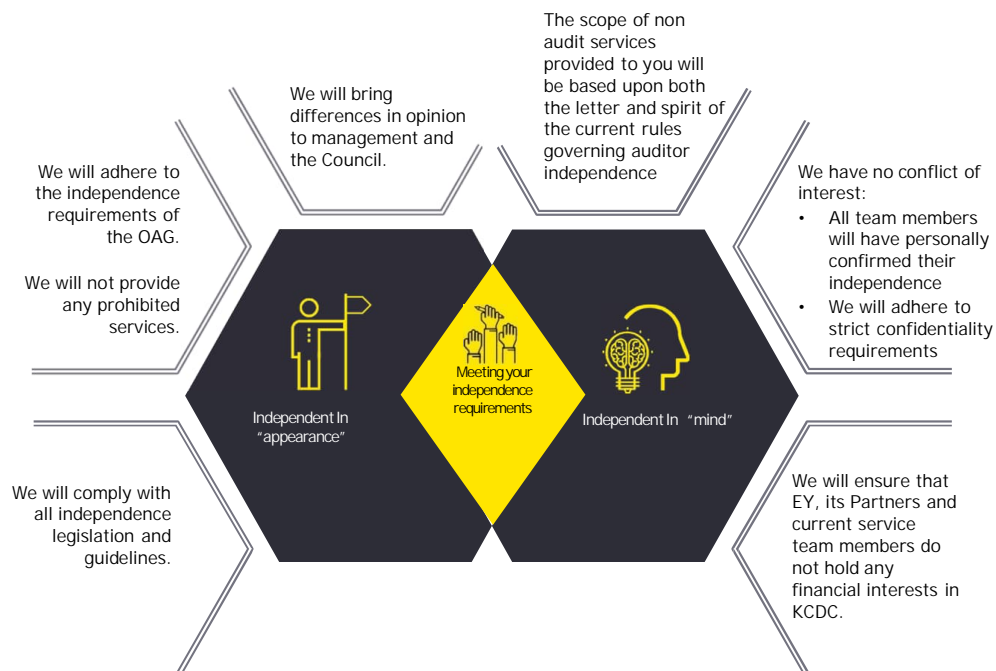 The scope of non
audit services
provided to you will
be based upon both
the letter and spirit of
the current rules
governing auditor
independence
We will bring
differences in opinion
to management and
the Council.
We will adhere to
the independence
requirements of
the OAG.
We will not provide
any prohibited
services.
We have no conflict of
interest:
• All team members
will have personally
confirmed their
independence
• We will adhere to
strict confidentiality
requirements
Meeting your
independence
requirements
Independent In
“appearance”
Independent In “mind”
We will comply with
all independence
legislation and
guidelines.
We will ensure that
EY, its Partners and
current service
team members do
not hold any
financial interests in
KCDC.